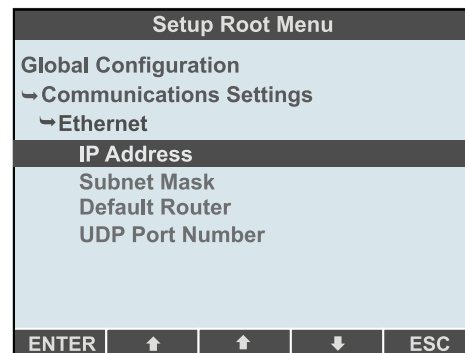 Setup Root Menu
Global Configuration
➥Communications Settings
➥Ethernet
IP Address
Subnet Mask
Default Router
UDP Port Number
ENTER ⬆ ⬆ ⬇ ESC